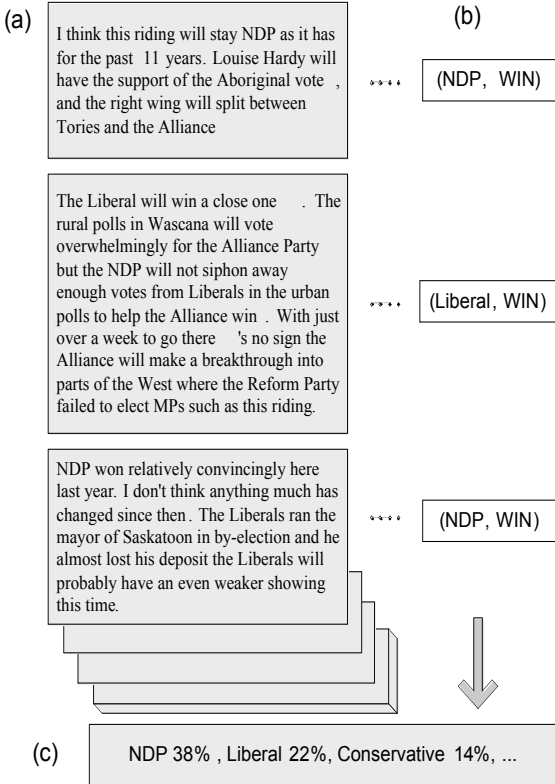 (a)
(b)
I think this riding will stay NDP as it has
for the past 11 years. Louise Hardy will
have the support of the Aboriginal vote ,
and the right wing will split between
Tories and the Alliance
(NDP, WIN)
The Liberal will win a close one . The
rural polls in Wascana will vote
overwhelmingly for the Alliance Party
but the NDP will not siphon away
enough votes from Liberals in the urban
polls to help the Alliance win . With just
over a week to go there 's no sign the
Alliance will make a breakthrough into
parts of the West where the Reform Party
failed to elect MPs such as this riding.
(Liberal, WIN)
NDP won relatively convincingly here
last year. I don't think anything much has
changed since then. The Liberals ran the
mayor of Saskatoon in by-election and he
almost lost his deposit the Liberals will
probably have an even weaker showing
this time.
(NDP, WIN)
(c)
NDP 38% , Liberal 22%, Conservative 14%, ...